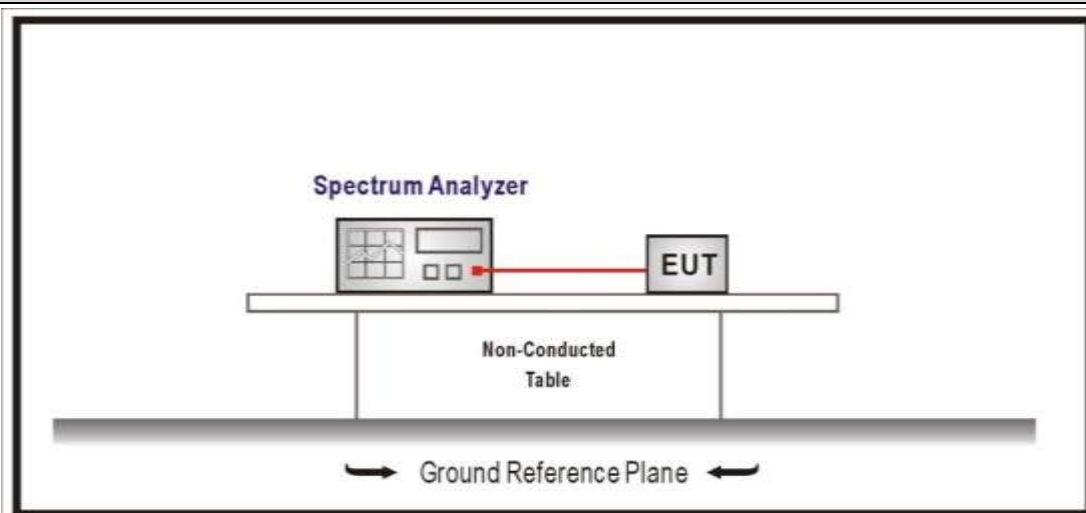 Spectrum Analyzer
EUT
Non-Conducted
Table
Ground Reference Plane